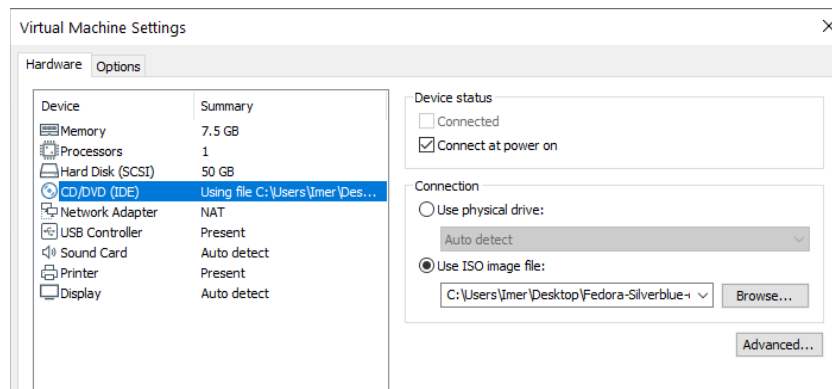 Virtual Machine Settings
Hardware Options
Device Summary
Memory 7.5 GB
Processors 1
Hard Disk (SCSI) 50 GB
CD/DVD (IDE) Using file C:\Users\Imer\Des...
Network Adapter NAT
USB Controller Present
Sound Card Auto detect
Printer Present
Display Auto detect
Device status
Connected
Connect at power on
Connection
Use physical drive:
Auto detect
Use ISO image file:
C:\Users\Imer\Desktop\Fedora-Silverblue- Browse...
Advanced...